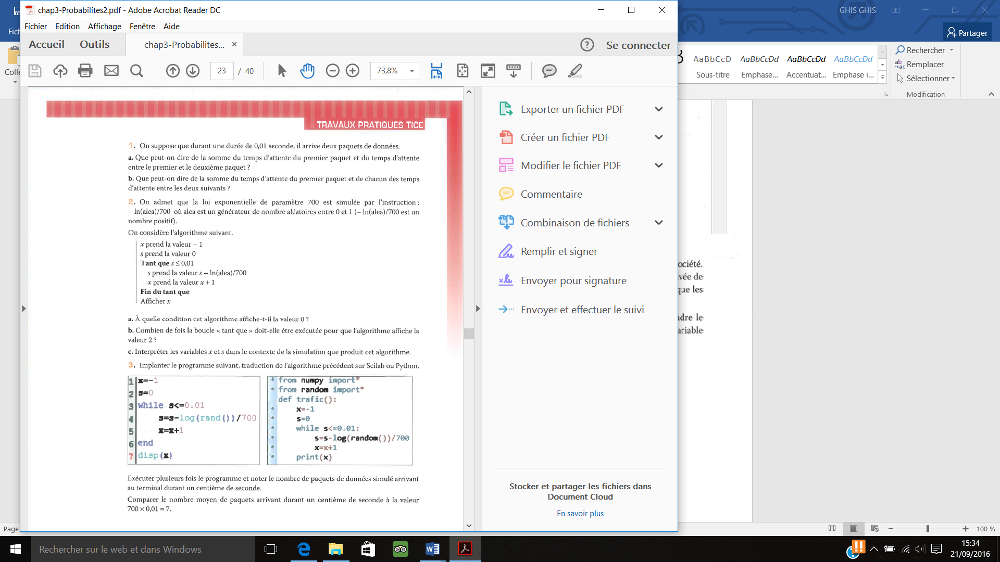 chap3-Probabilites2.pdf - Adobe Acrobat Reader DC
GHIS GHIS
Fichier Edition Affichage Fenêtre Aide
Fich
Partager
Accueil Outils chap3-Probabilites... × Se connecter
Colle
23 / 40 73,8%
AaBbCcD AaBbCcDd AaBbCcDd AaBbCcDd
Sous-titre Emphase... Accentuat... Emphase i...
Rechercher
Remplacer
Sélectionner
Modification
TRAVAUX PRATIQUES TICE
1. On suppose que durant une durée de 0,01 seconde, il arrive deux paquets de données.
a. Que peut-on dire de la somme du temps d'attente du premier paquet et du temps d'attente
entre le premier et le deuxième paquet ?
b. Que peut-on dire de la somme du temps d'attente du premier paquet et de chacun des temps
d'attente entre les deux suivants ?
2. On admet que la loi exponentielle de paramètre 700 est simulée par l'instruction :
– ln(alea)/700 où alea est un générateur de nombre aléatoires entre 0 et 1 (– ln(alea)/700 est un
nombre positif).
On considère l'algorithme suivant.
x prend la valeur – 1
s prend la valeur 0
Tant que s ≤ 0,01
s prend la valeur s – ln(alea)/700
x prend la valeur x + 1
Fin du tant que
Afficher x
a. À quelle condition cet algorithme affiche-t-il la valeur 0 ?
b. Combien de fois la boucle « tant que » doit-elle être exécutée pour que l'algorithme affiche la
valeur 2 ?
c. Interpréter les variables x et s dans le contexte de la simulation que produit cet algorithme.
3. Implanter le programme suivant, traduction de l'algorithme précédent sur Scilab ou Python.
1 x=-1
2 s=0
3 while s<=0.01
4 s=s-log(rand())/700
5 x=x+1
6 end
7 disp(x)
from numpy import*
from random import*
def trafic():
x=-1
s=0
while s<=0.01:
s=s-log(random())/700
x=x+1
print(x)
Exécuter plusieurs fois le programme et noter le nombre de paquets de données simulé arrivant
au terminal durant un centième de seconde.
Comparer le nombre moyen de paquets arrivant durant un centième de seconde à la valeur
700 × 0,01 = 7.
Exporter un fichier PDF
Créer un fichier PDF
Modifier le fichier PDF
Commentaire
Combinaison de fichiers
Remplir et signer
Envoyer pour signature
Envoyer et effectuer le suivi
Stocker et partager les fichiers dans
Document Cloud
En savoir plus
ociété.
vée de
que les
dre le
ariable
Page
100 %
Rechercher sur le web et dans Windows
15:34
21/09/2016